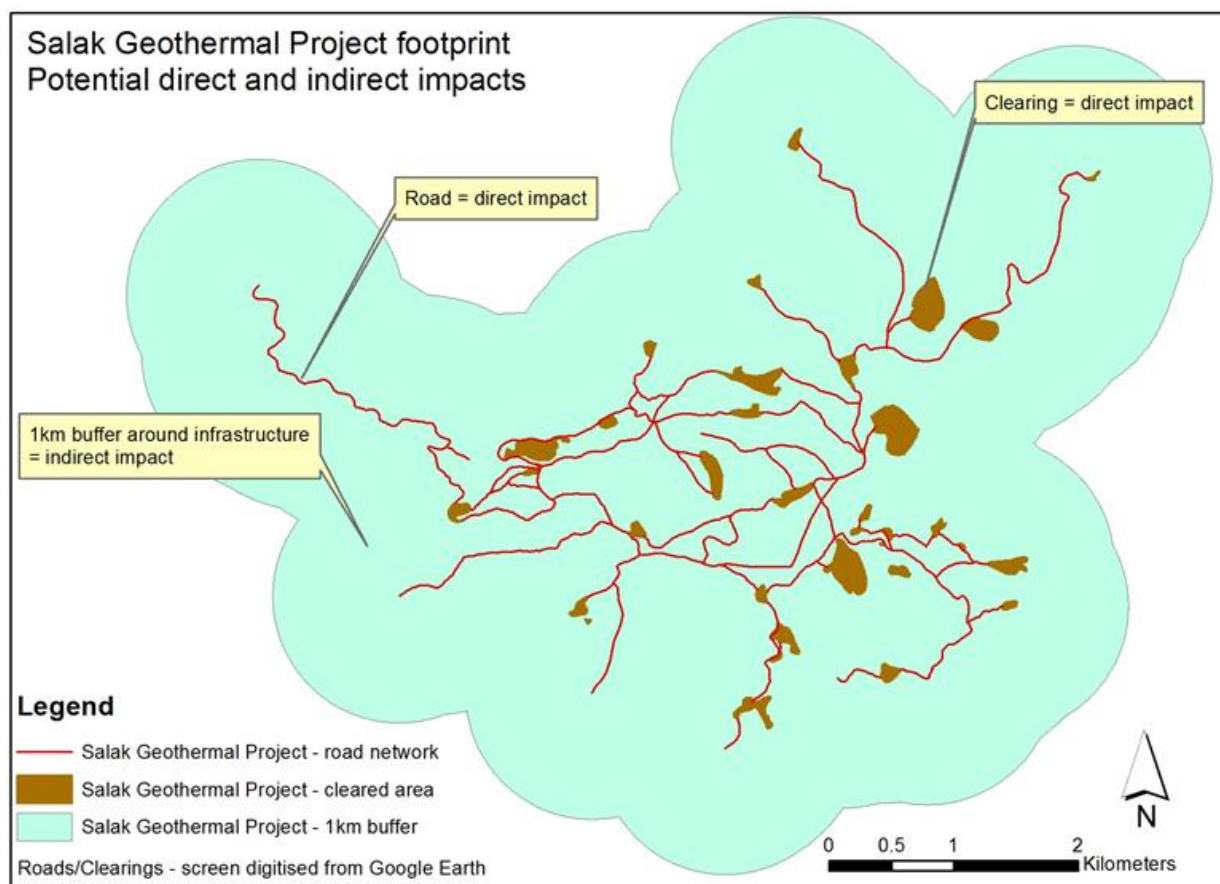 Salak Geothermal Project footprint
Potential direct and indirect impacts
Clearing = direct impact
Road = direct impact
1km buffer around infrastructure
= indirect impact
Legend
Salak Geothermal Project - road network
Salak Geothermal Project - cleared area
Salak Geothermal Project - 1km buffer
Roads/Clearings - screen digitised from Google Earth
N
0 0.5 1 2
Kilometers